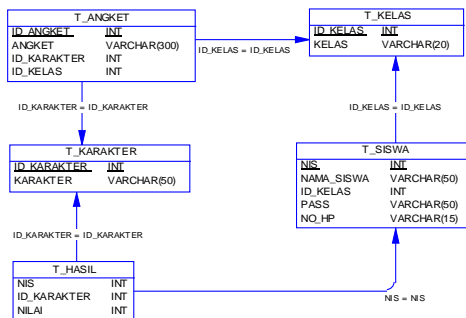 T_ANGKET
ID_ANGKET INT
ANGKET VARCHAR(300)
ID_KARAKTER INT
ID_KELAS INT
ID_KELAS = ID_KELAS
T_KELAS
ID_KELAS INT
KELAS VARCHAR(20)
ID_KARAKTER = ID_KARAKTER
ID_KELAS = ID_KELAS
T_KARAKTER
ID_KARAKTER INT
KARAKTER VARCHAR(50)
T_SISWA
NIS INT
NAMA_SISWA VARCHAR(50)
ID_KELAS INT
PASS VARCHAR(50)
NO_HP VARCHAR(15)
ID_KARAKTER = ID_KARAKTER
T_HASIL
NIS INT
ID_KARAKTER INT
NILAI INT
NIS = NIS